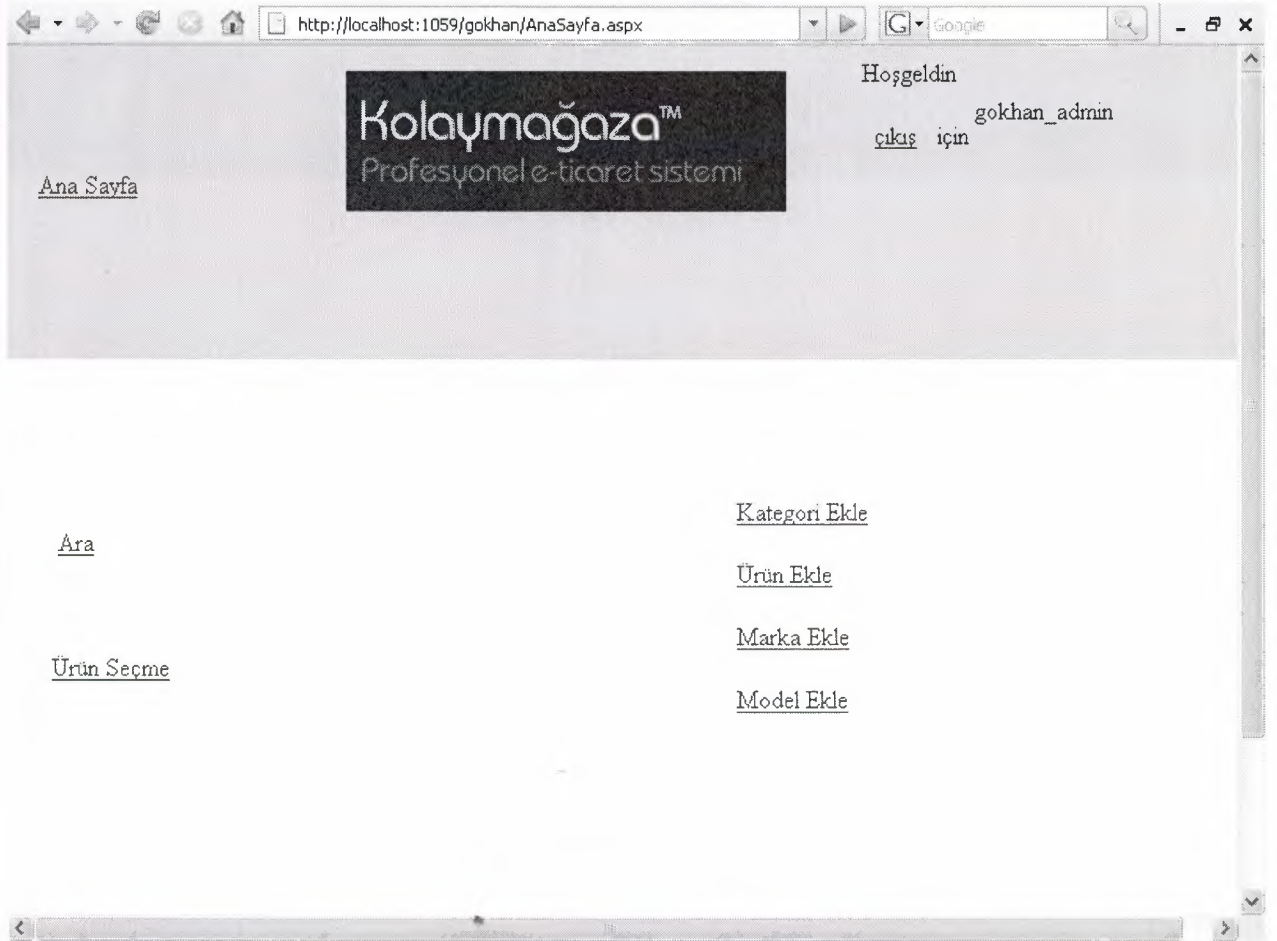 http://localhost:1059/gokhan/AnaSayfa.aspx
G
Google
Hoşgeldin
gokhan_admin
çıkış için
Kolaymağaza™
Profesyonel e-ticaret sistemi
Ana Sayfa
Kategori Ekle
Ara
Ürün Ekle
Marka Ekle
Ürün Seçme
Model Ekle